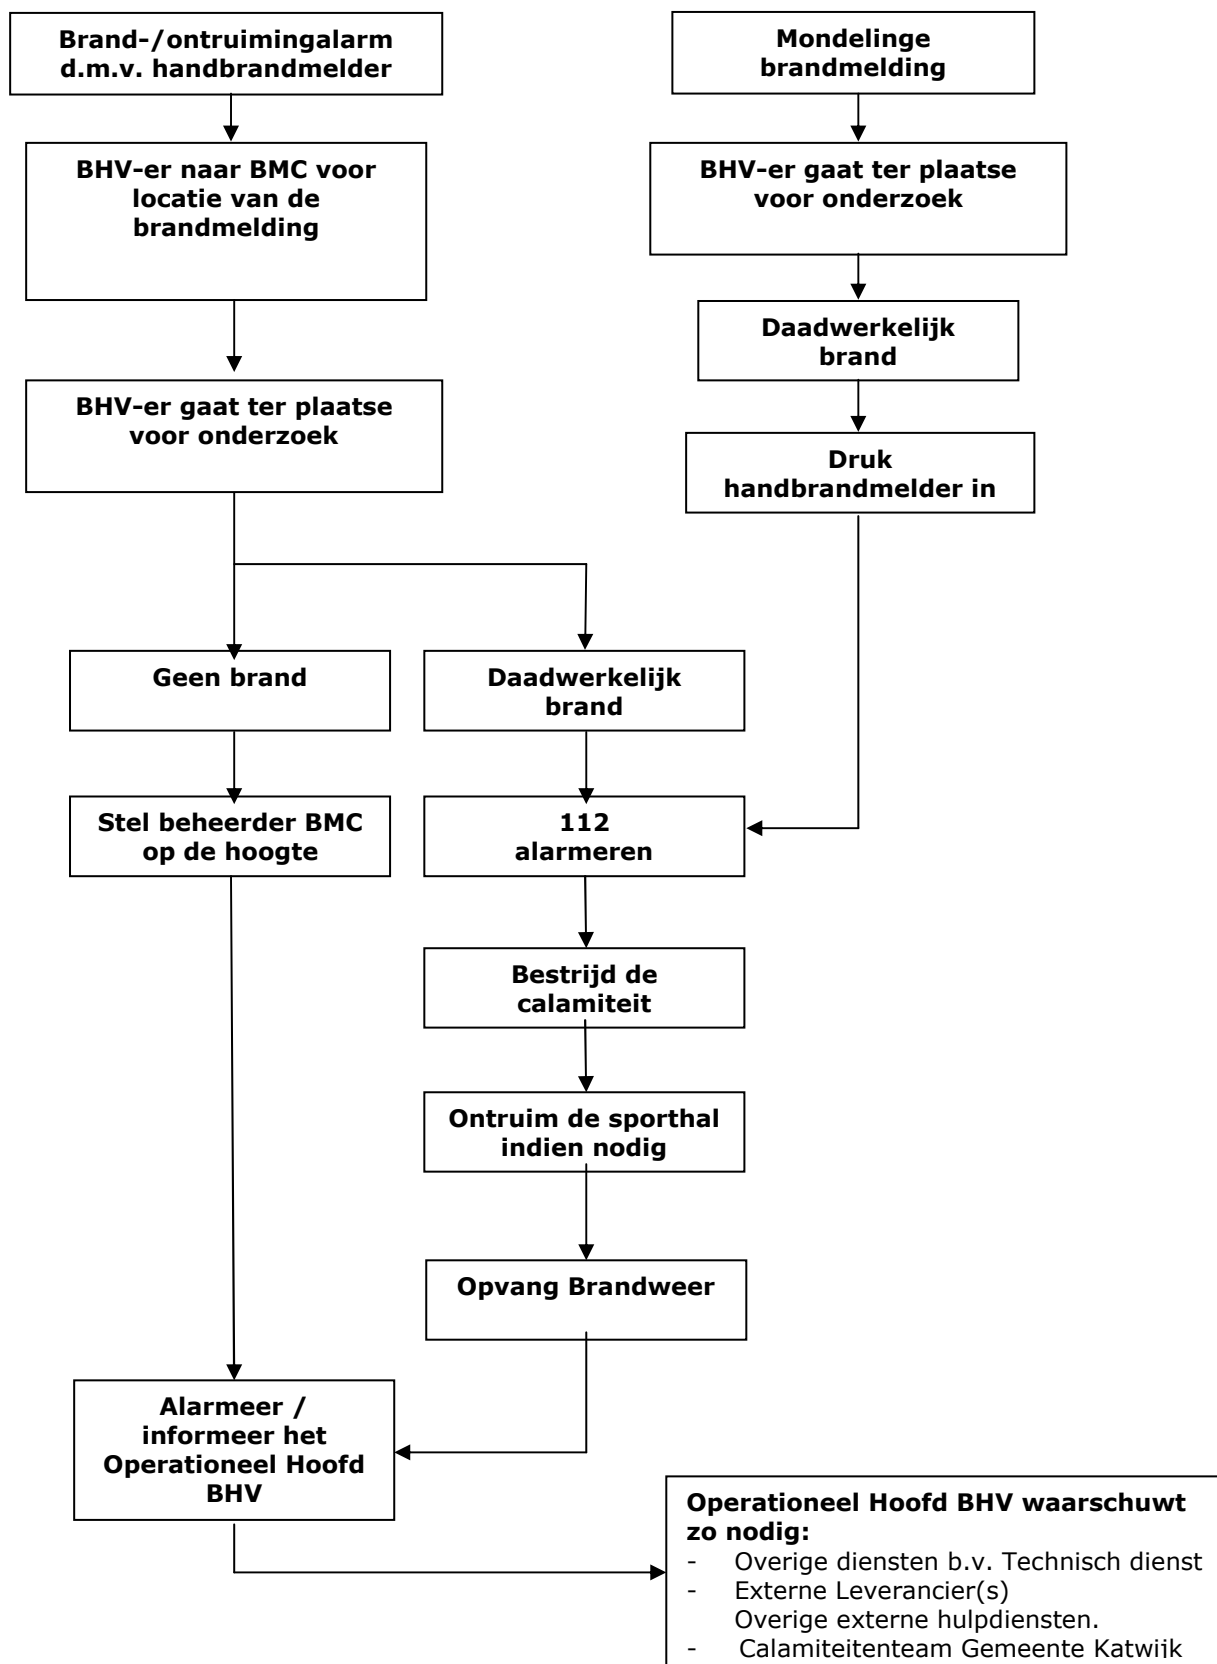 Brand-/ontruimingalarm
d.m.v. handbrandmelder
Mondelinge
brandmelding
BHV-er naar BMC voor
locatie van de
brandmelding
BHV-er gaat ter plaatse
voor onderzoek
Daadwerkelijk
brand
BHV-er gaat ter plaatse
voor onderzoek
Druk
handbrandmelder in
Geen brand
Daadwerkelijk
brand
Stel beheerder BMC
op de hoogte
112
alarmeren
Bestrijd de
calamiteit
Ontruim de sporthal
indien nodig
Opvang Brandweer
Alarmeer /
informeer het
Operationeel Hoofd
BHV
Operationeel Hoofd BHV waarschuwt
zo nodig:
- Overige diensten b.v. Technisch dienst
- Externe Leverancier(s)
Overige externe hulpdiensten.
- Calamiteitenteam Gemeente Katwijk